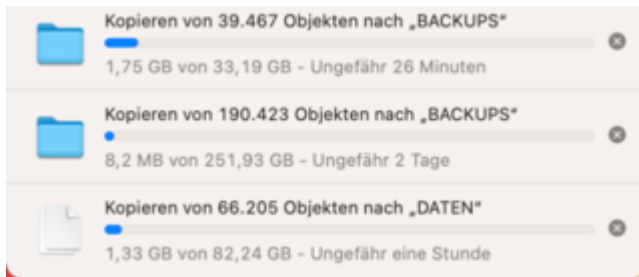 Kopieren von 39.467 Objekten nach „BACKUPS“
1,75 GB von 33,19 GB - Ungefähr 26 Minuten
Kopieren von 190.423 Objekten nach „BACKUPS“
8,2 MB von 251,93 GB - Ungefähr 2 Tage
Kopieren von 66.205 Objekten nach „DATEN“
1,33 GB von 82,24 GB - Ungefähr eine Stunde